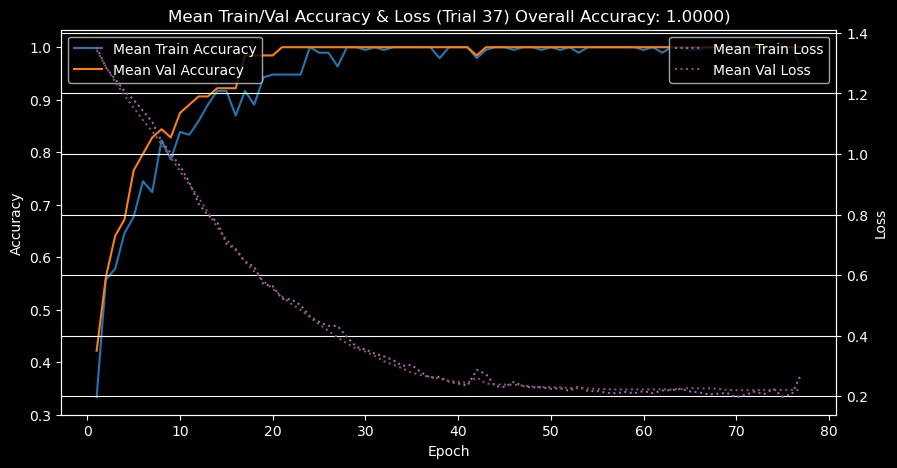 Mean Train/Val Accuracy & Loss (Trial 37) Overall Accuracy: 1.0000)
Mean Train Accuracy
Mean Val Accuracy
Mean Train Loss
Mean Val Loss
Accuracy
1.0
0.9
0.8
0.7
0.6
0.5
0.4
0.3
Loss
1.4
1.2
1.0
0.8
0.6
0.4
0.2
0 10 20 30 40 50 60 70 80
Epoch